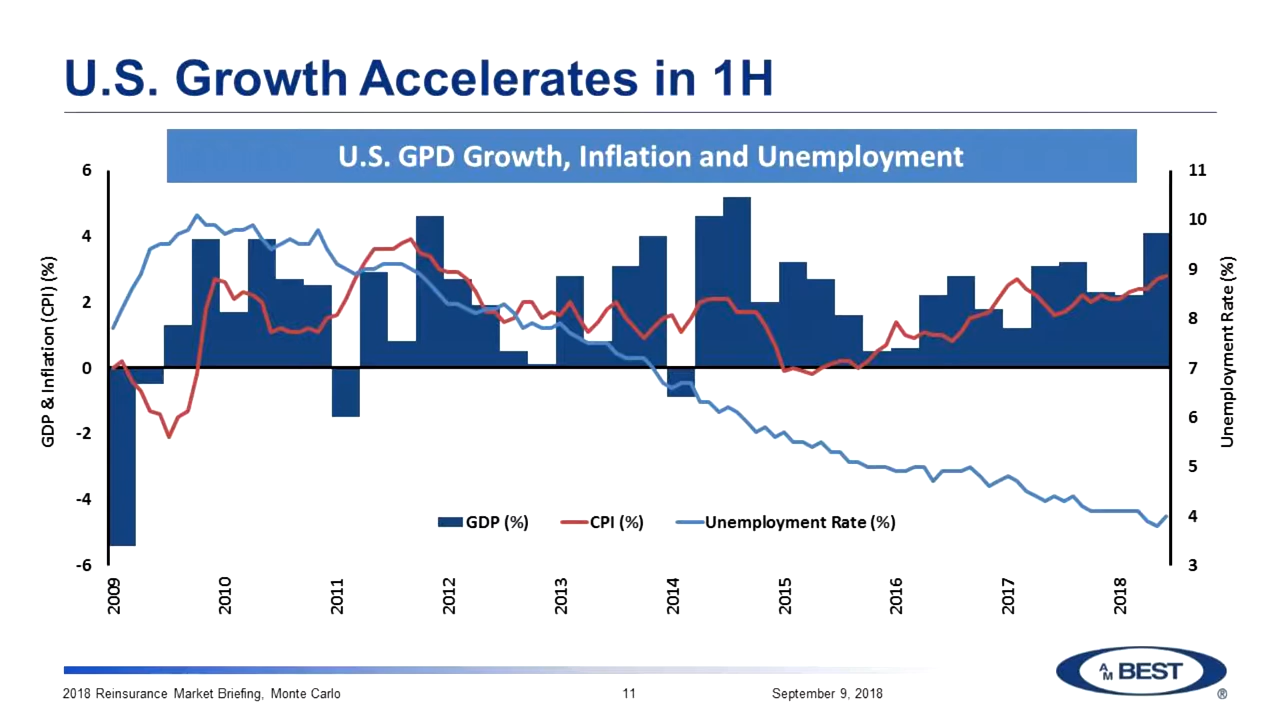 U.S. Growth Accelerates in 1H
U.S. GPD Growth, Inflation and Unemployment
GDP & Inflation (CPI) (%)
6
4
2
0
-2
-4
-6
11
10
9
8
7
6
5
4
3
Unemployment Rate (%)
GDP (%) CPI (%) Unemployment Rate (%)
2009 2010 2011 2012 2013 2014 2015 2016 2017 2018
2018 Reinsurance Market Briefing, Monte Carlo 11 September 9, 2018
AM BEST ®